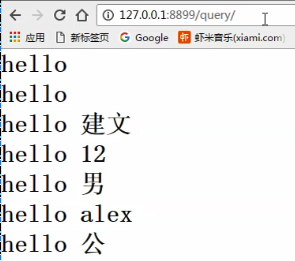 127.0.0.1:8899/query/
应用 新标签页 Google 虾米音乐(xiami.com)
hello
hello
hello 建文
hello 12
hello 男
hello alex
hello 公